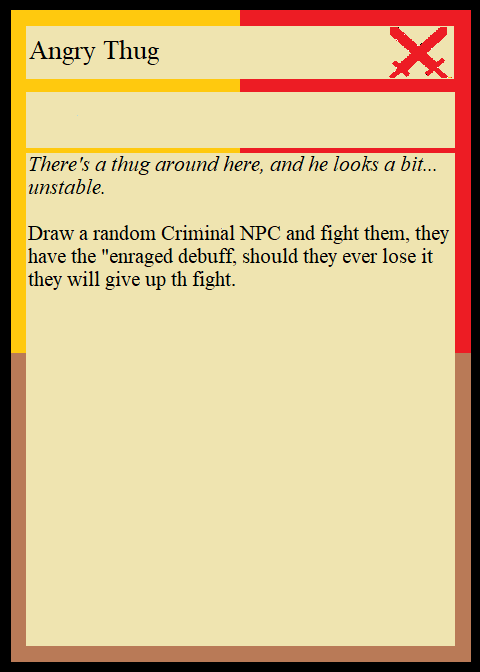 Angry Thug
There's a thug around here, and he looks a bit...
unstable.
Draw a random Criminal NPC and fight them, they
have the "enraged debuff, should they ever lose it
they will give up th fight.